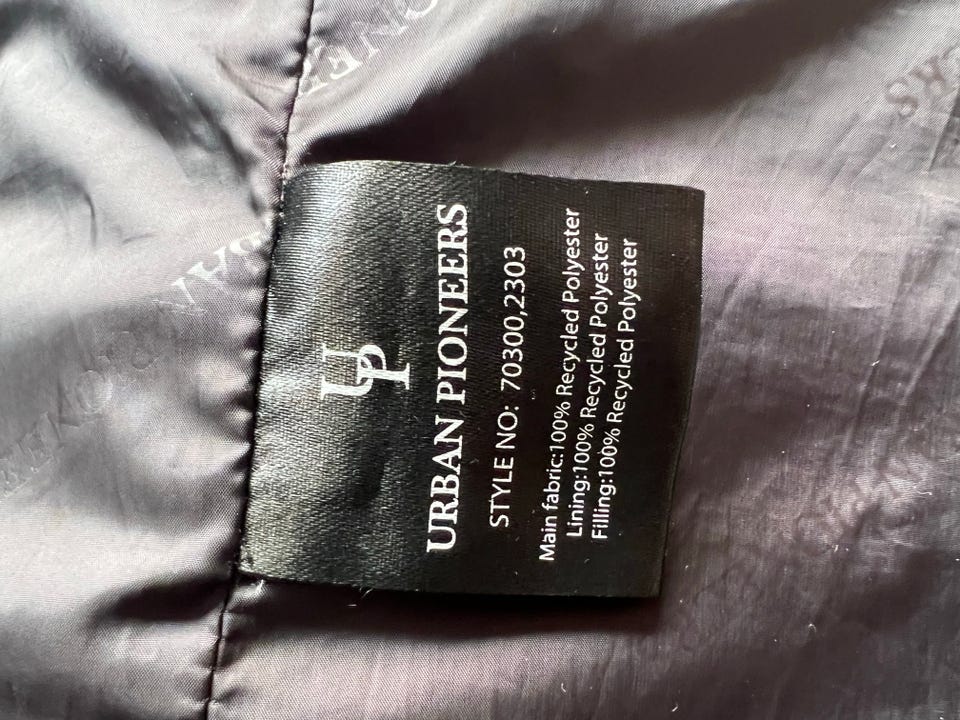 UP
URBAN PIONEERS
STYLE NO: 70300,2303
Main fabric:100% Recycled Polyester
Lining:100% Recycled Polyester
Filling:100% Recycled Polyester